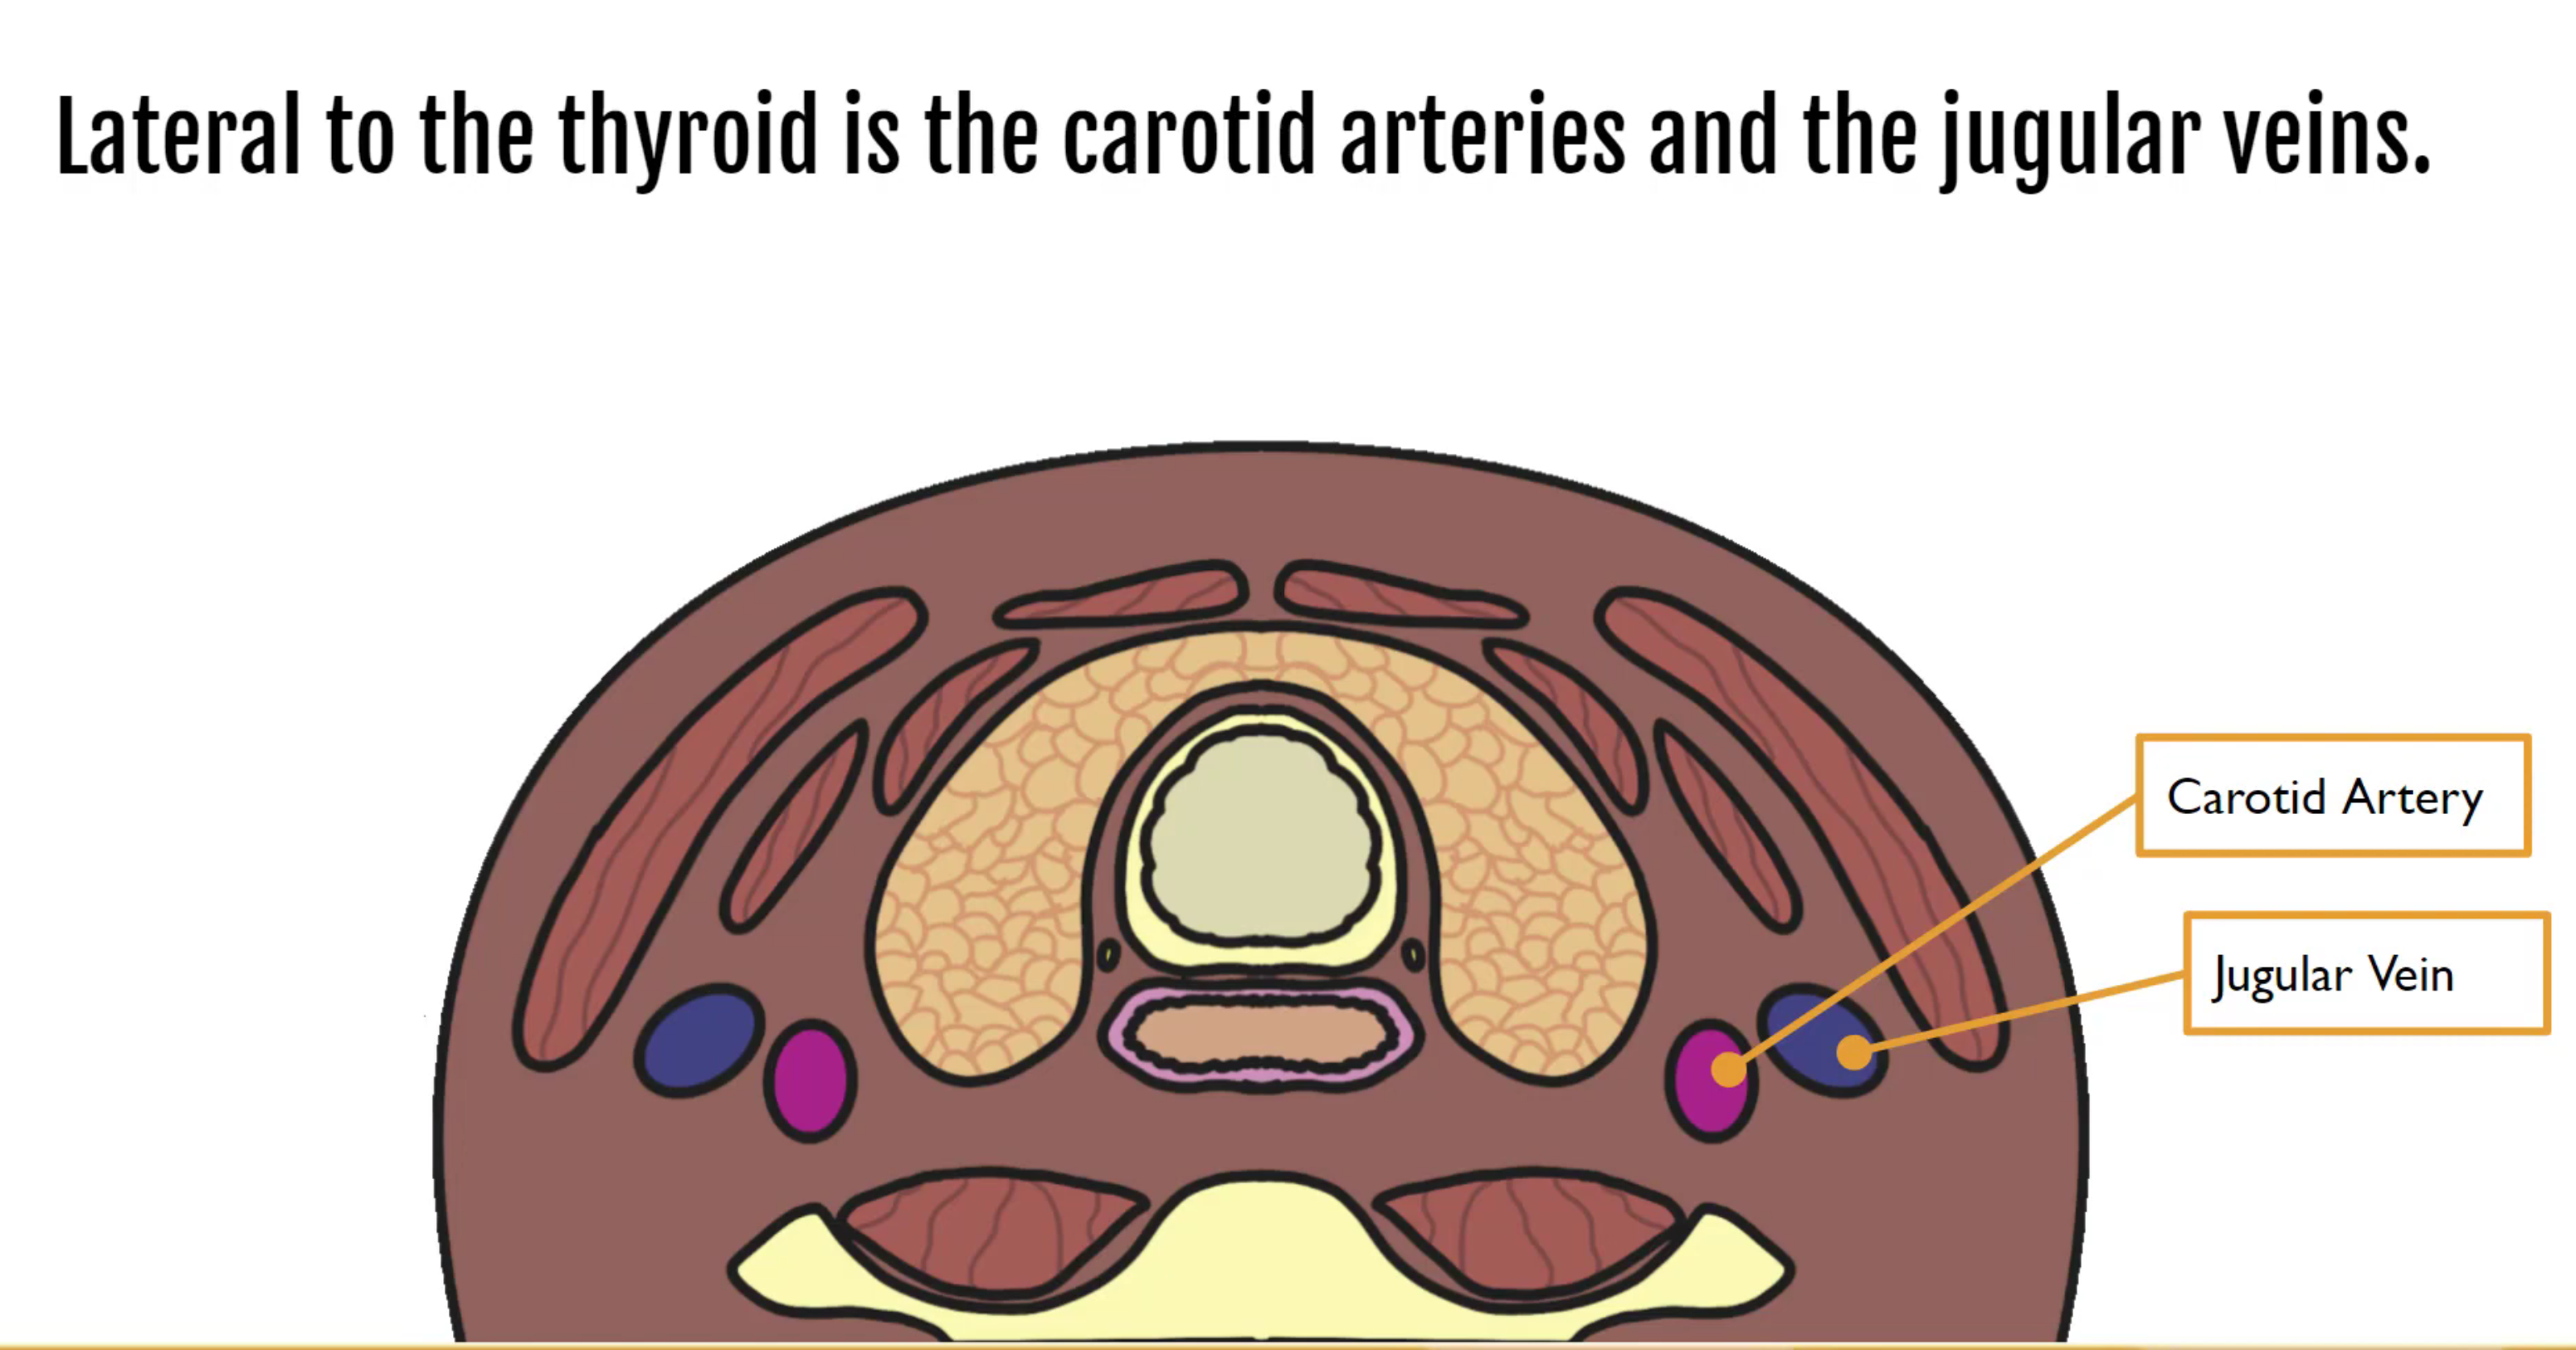 Lateral to the thyroid is the carotid arteries and the jugular veins.
Carotid Artery
Jugular Vein